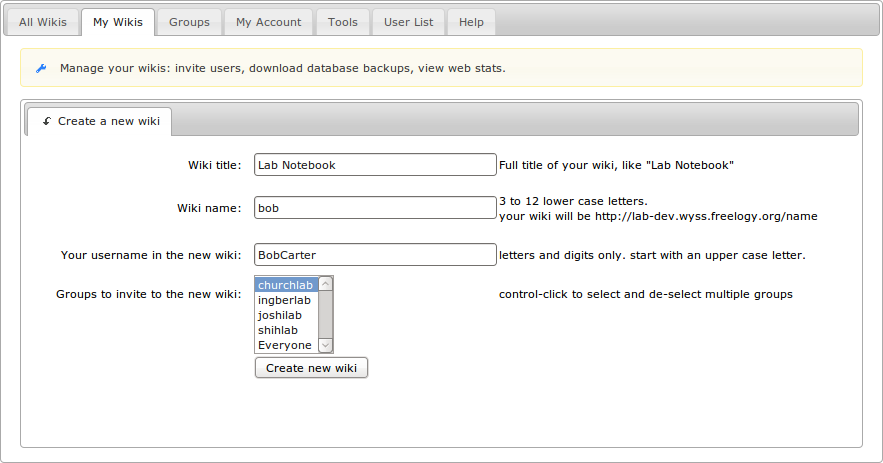 All Wikis My Wikis Groups My Account Tools User List Help
Manage your wikis: invite users, download database backups, view web stats.
Create a new wiki
Wiki title: Lab Notebook Full title of your wiki, like "Lab Notebook"
Wiki name: bob 3 to 12 lower case letters.
your wiki will be http://lab-dev.wyss.freelogy.org/name
Your username in the new wiki: BobCarter letters and digits only. start with an upper case letter.
Groups to invite to the new wiki: churchlab control-click to select and de-select multiple groups
ingberlab
joshilab
shihlab
Everyone
Create new wiki